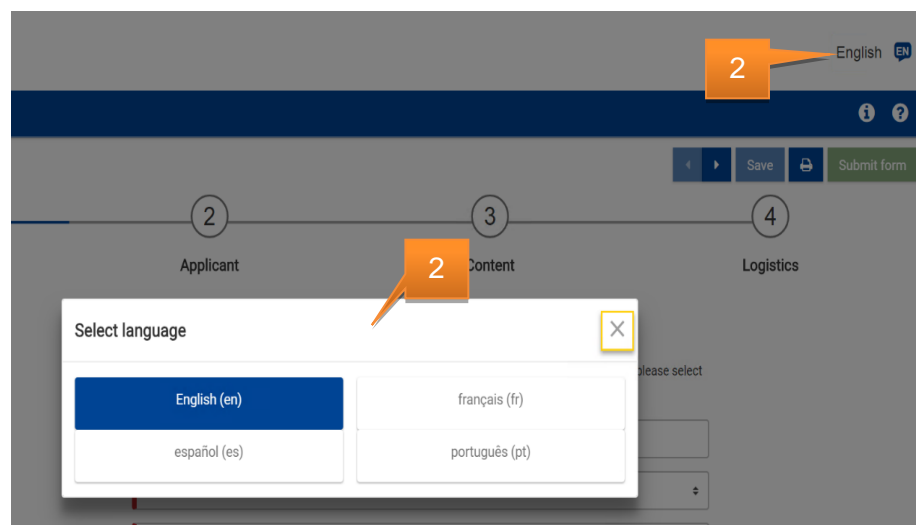 2
English EN
Save Submit form
2 3 4
Applicant Content Logistics
2
Select language
please select
English (en) français (fr)
español (es) português (pt)